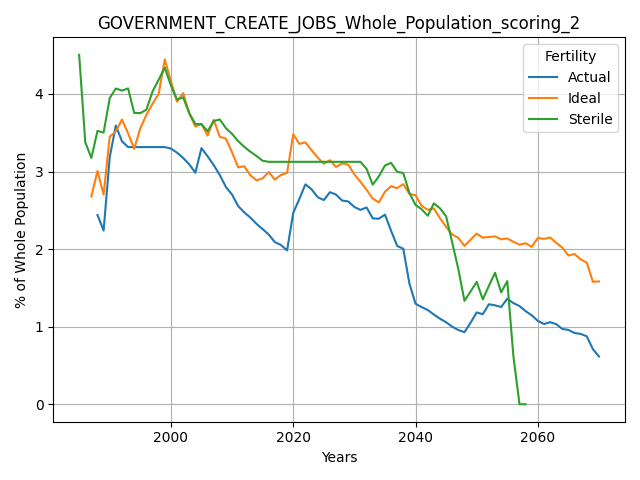 GOVERNMENT_CREATE_JOBS_Whole_Population_scoring_2
Fertility
Actual
Ideal
Sterile
% of Whole Population
4
3
2
1
0
2000
2020
2040
2060
Years